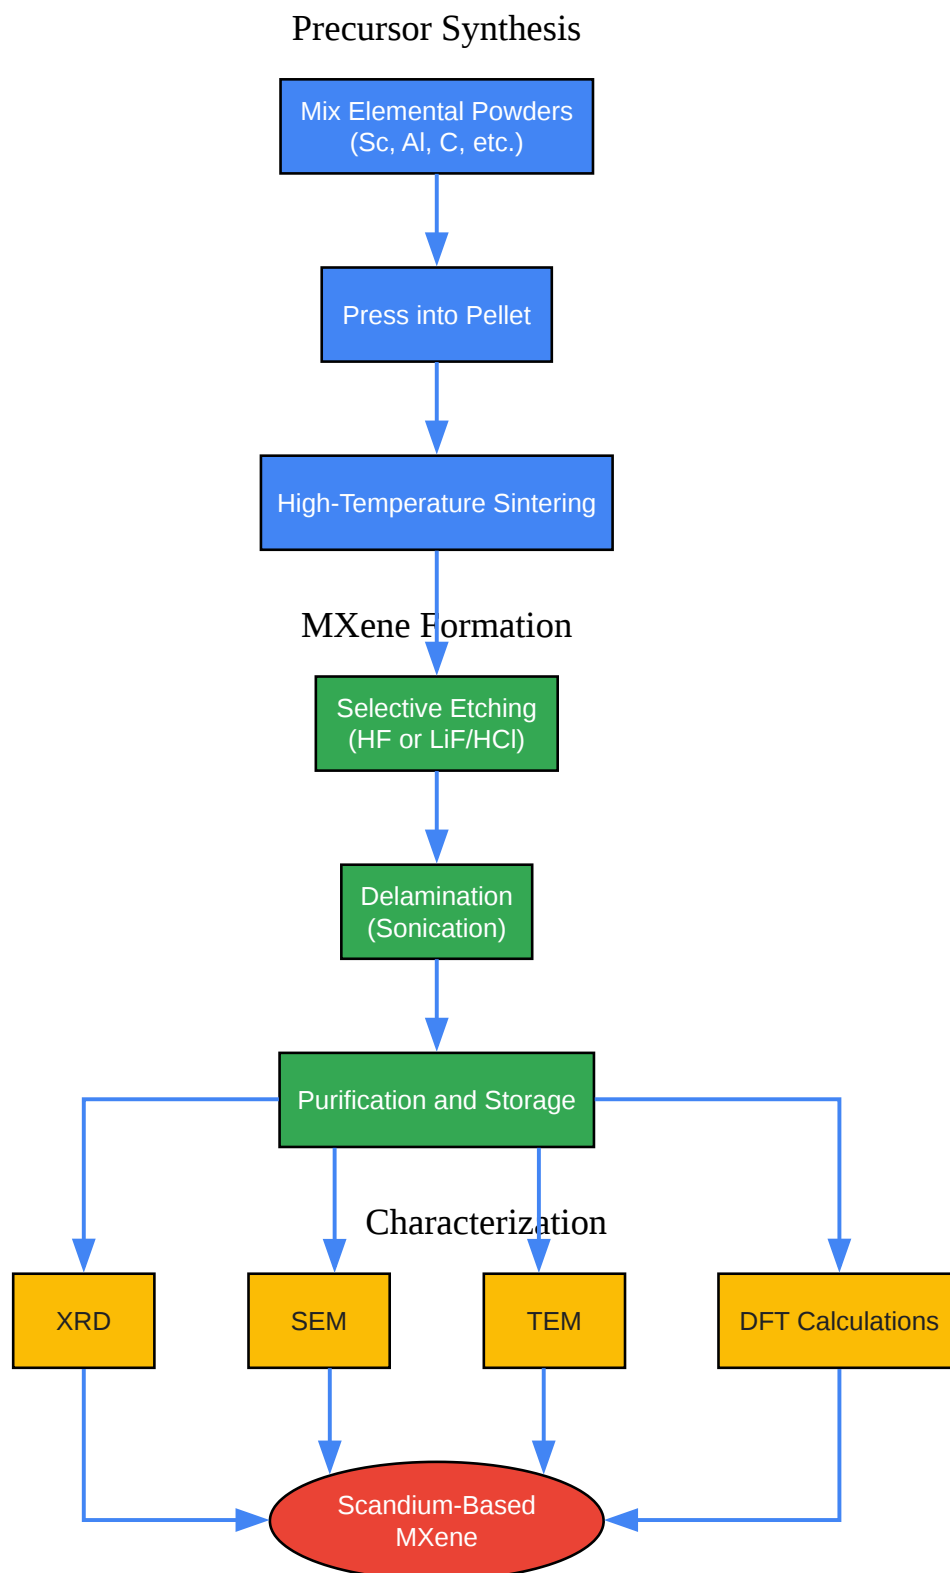 Precursor Synthesis
Mix Elemental Powders
(Sc, Al, C, etc.)
Press into Pellet
High-Temperature Sintering
MXene Formation
Selective Etching
(HF or LiF/HCl)
Delamination
(Sonication)
Purification and Storage
Characterization
XRD
SEM
TEM
DFT Calculations
Scandium-Based
MXene